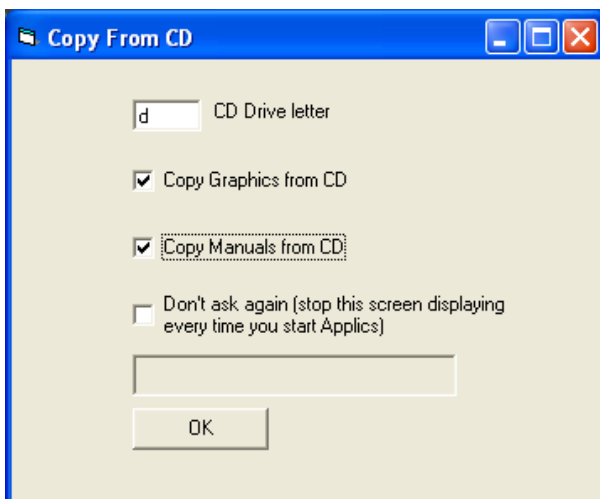 Copy From CD
d CD Drive letter
Copy Graphics from CD
Copy Manuals from CD
Don't ask again (stop this screen displaying
every time you start Applics)
OK